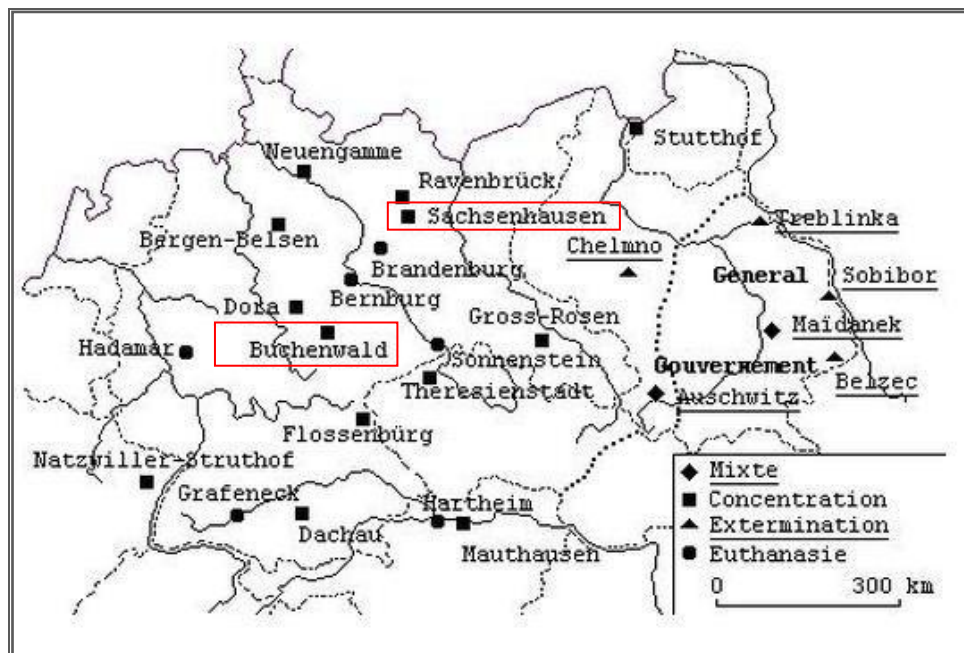 Stutthof
Neuengamme
Ravenbrück
Sachsenhausen
Treblinka
Bergen-Belsen
Chelmno
Brandenburg
General
Sobibor
Bernburg
Dora
Gross-Rosen
Maïdanek
Hadamar
Buchenwald
Sonnenstein
Gouvernement
Theresienstadt
Auschwitz
Belzec
Flossenbürg
Natzwiller-Struthof
Grafeneck
Hartheim
Dachau
Mauthausen
Mixte
Concentration
Extermination
Euthanasie
0 300 km